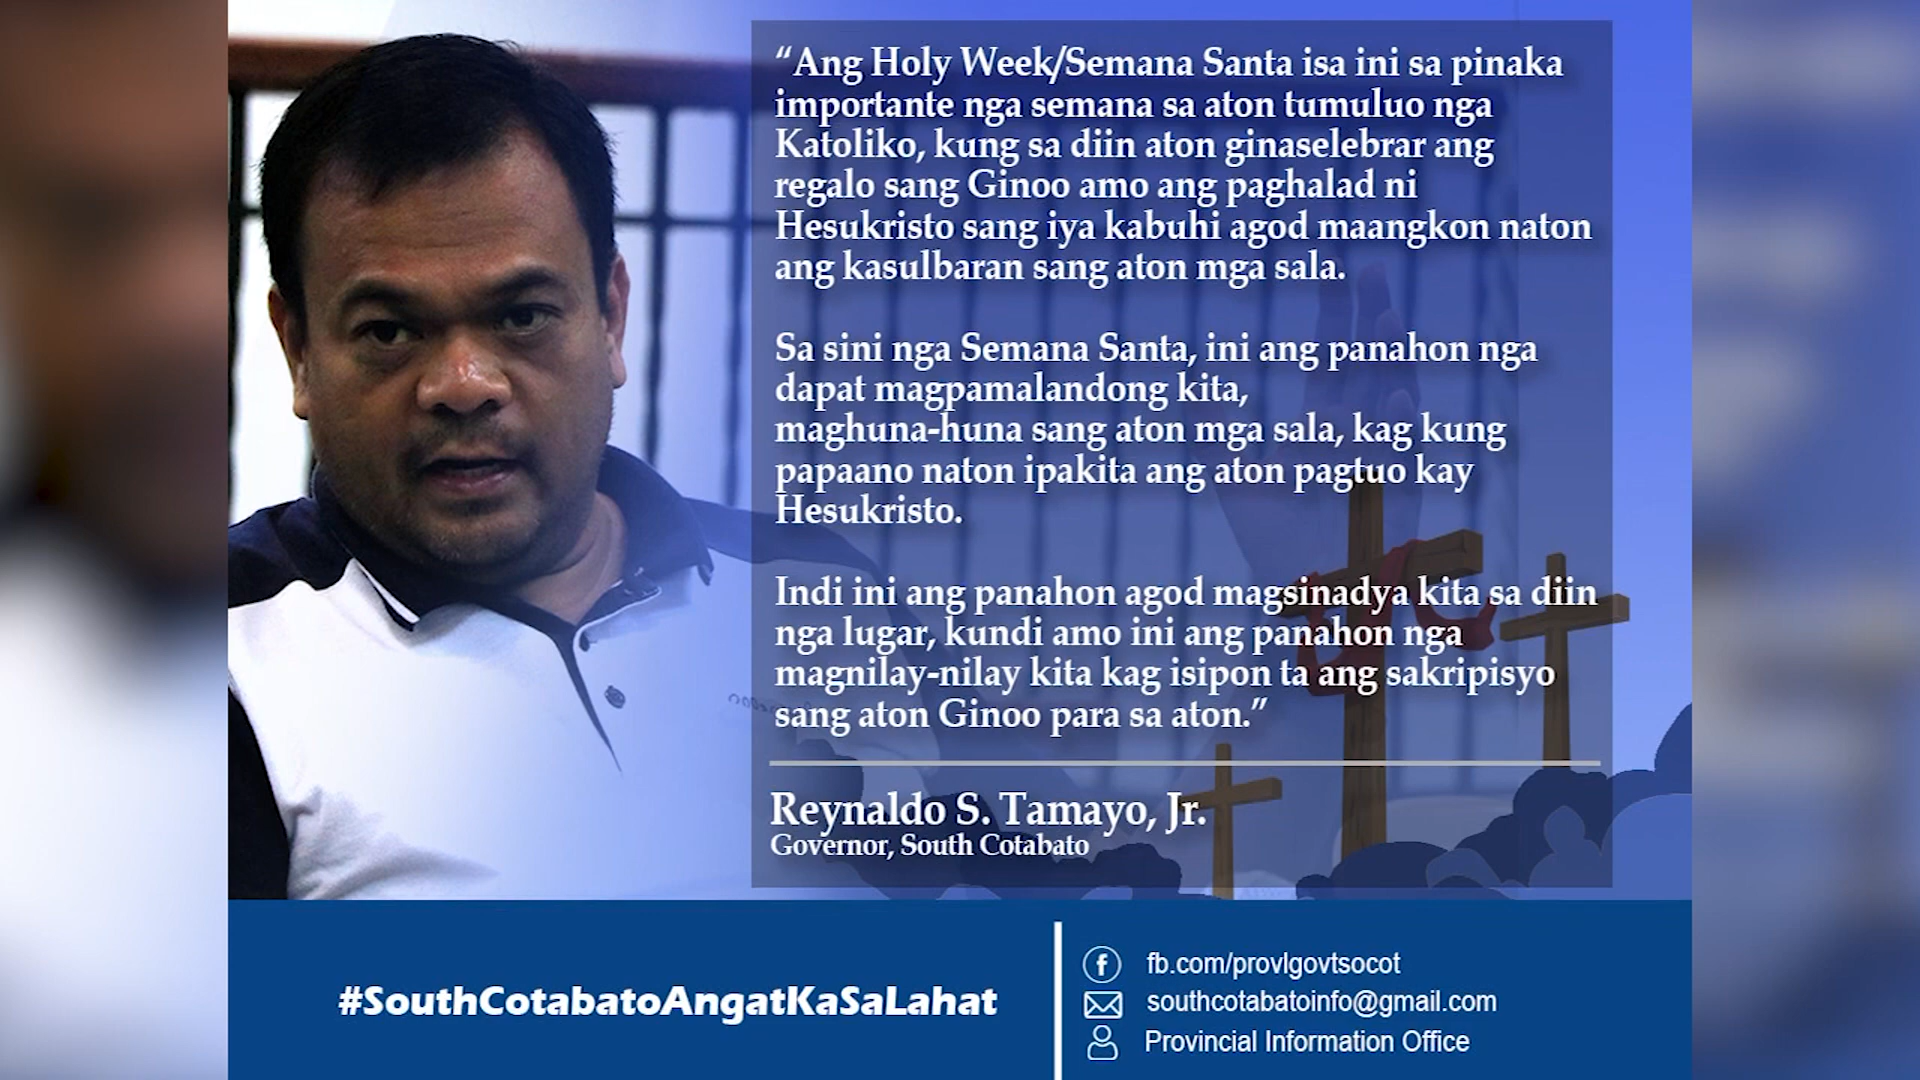 “Ang Holy Week/Semana Santa isa ini sa pinaka
importante nga semana sa aton tumuluo nga
Katoliko, kung sa diin aton ginaselebrar ang
regalo sang Ginoo amo ang paghalad ni
Hesukristo sang iya kabuhi agod maangkon naton
ang kasulbaran sang aton mga sala.
Sa sini nga Semana Santa, ini ang panahon nga
dapat magpamalandong kita,
maghuna-huna sang aton mga sala, kag kung
papaano naton ipakita ang aton pagtuo kay
Hesukristo.
Indi ini ang panahon agod magsinadya kita sa diin
nga lugar, kundi amo ini ang panahon nga
magnilay-nilay kita kag isipon ta ang sakripisyo
sang aton Ginoo para sa aton.”
Reynaldo S. Tamayo, Jr.
Governor, South Cotabato
#SouthCotabatoAngatKaSaLahat
fb.com/provlgovtsocot
southcotabatoinfo@gmail.com
Provincial Information Office